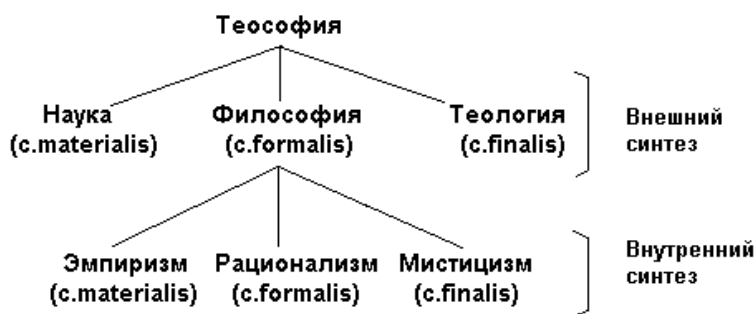 Теософия
Наука Философия Теология
(c.materialis) (c.formalis) (c.finalis)
Внешний
синтез
Эмпиризм Рационализм Мистицизм
(c.materialis) (c.formalis) (c.finalis)
Внутренний
синтез